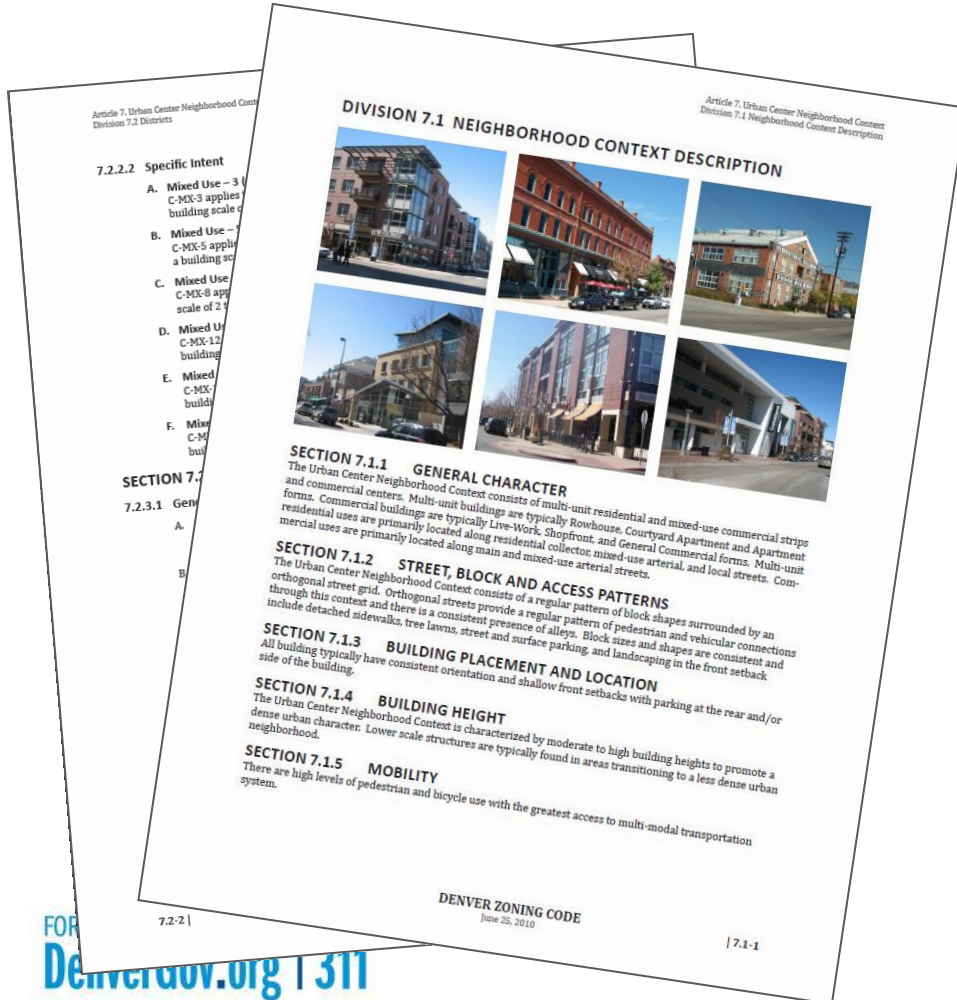 Article 7. Urban Center Neighborhood Context
Division 7.1 Neighborhood Context Description
DIVISION 7.1 NEIGHBORHOOD CONTEXT DESCRIPTION
SECTION 7.1.1 GENERAL CHARACTER
The Urban Center Neighborhood Context consists of multi-unit residential and mixed-use commercial strips
and commercial centers. Multi-unit buildings are typically Rowhouse, Courtyard Apartment and Apartment
forms. Commercial buildings are typically Live-Work, Shopfront, and General Commercial forms. Multi-unit
residential uses are primarily located along residential collector, mixed-use arterial, and local streets. Com-
mercial uses are primarily located along main and mixed-use arterial streets.
SECTION 7.1.2 STREET, BLOCK AND ACCESS PATTERNS
The Urban Center Neighborhood Context consists of a regular pattern of block shapes surrounded by an
orthogonal street grid. Orthogonal streets provide a regular pattern of pedestrian and vehicular connections
through this context and there is a consistent presence of alleys. Block sizes and shapes are consistent and
include detached sidewalks, tree lawns, street and surface parking, and landscaping in the front setback
SECTION 7.1.3 BUILDING PLACEMENT AND LOCATION
All building typically have consistent orientation and shallow front setbacks with parking at the rear and/or
side of the building.
SECTION 7.1.4 BUILDING HEIGHT
The Urban Center Neighborhood Context is characterized by moderate to high building heights to promote a
dense urban character. Lower scale structures are typically found in areas transitioning to a less dense urban
neighborhood.
SECTION 7.1.5 MOBILITY
There are high levels of pedestrian and bicycle use with the greatest access to multi-modal transportation
system.
DENVER ZONING CODE
June 25, 2010
| 7.1-1
Article 7. Urban Center Neighborhood
Division 7.2 Districts
7.2.2.2 Specific Intent
A. Mixed Use – 3 (
C-MX-3 applies
building scale
B. Mixed Use –
C-MX-5
a building
C. Mixed Use
C-MX-8
scale of 2
D. Mixed
C-MX-12
building
E. Mixed
F.
SECTION
7.2.3.1
A.
B.
7.2-2 |
FOR
DenverGov.org | 311